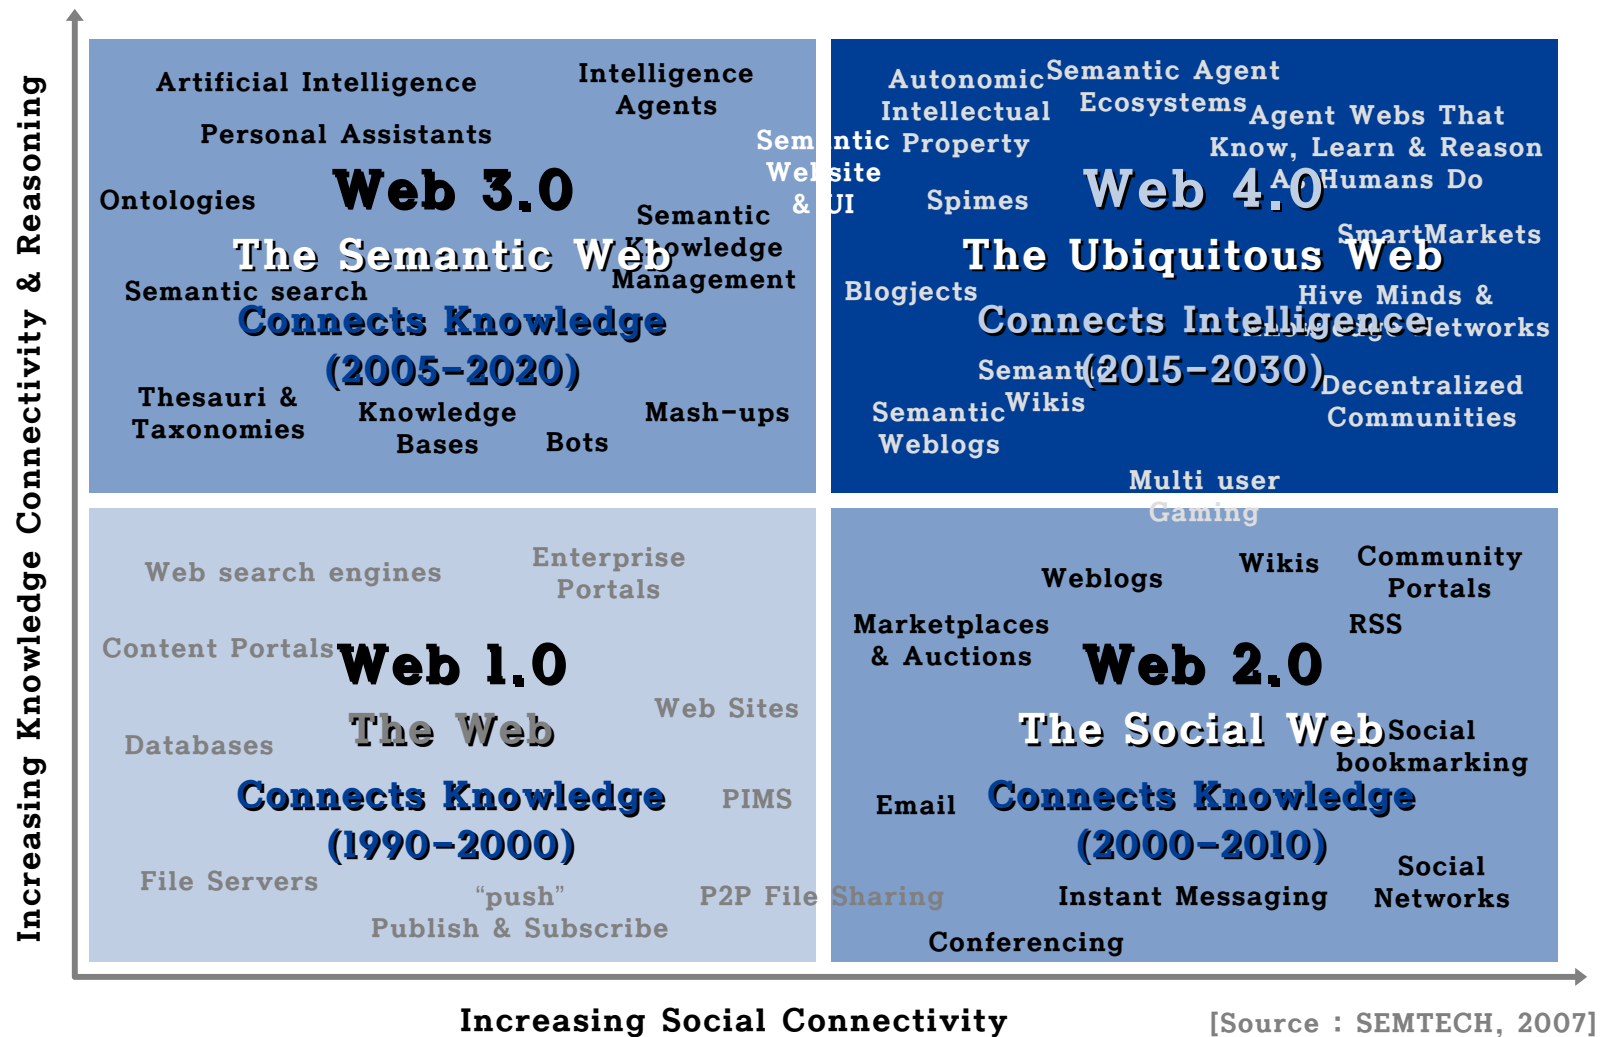 Increasing Knowledge Connectivity & Reasoning
Artificial Intelligence
Intelligence
Agents
Personal Assistants
Web 3.0
Ontologies
Semantic
Knowledge
Management
The Semantic Web
Semantic search
Connects Knowledge
(2005-2020)
Thesauri &
Taxonomies
Knowledge
Bases
Bots
Mash-ups
Semantic
Website
& UI
Autonomic
Intellectual
Property
Semantic Agent
Ecosystems
Agent Webs That
Know, Learn & Reason
As Humans Do
Web 4.0
Spimes
SmartMarkets
The Ubiquitous Web
Blogjects
Hive Minds &
Knowledge Networks
Connects Intelligence
(2015-2030)
Semantic
Wikis
Semantic
Weblogs
Decentralized
Communities
Multi user
Gaming
Web search engines
Enterprise
Portals
Content Portals
Web 1.0
Web Sites
The Web
Databases
Connects Knowledge
(1990-2000)
PIMS
File Servers
“push”
Publish & Subscribe
P2P File Sharing
Weblogs
Wikis
Community
Portals
Marketplaces
& Auctions
RSS
Web 2.0
The Social Web
Social
bookmarking
Email
Connects Knowledge
(2000-2010)
Social
Networks
Instant Messaging
Conferencing
Increasing Social Connectivity
[Source : SEMTECH, 2007]